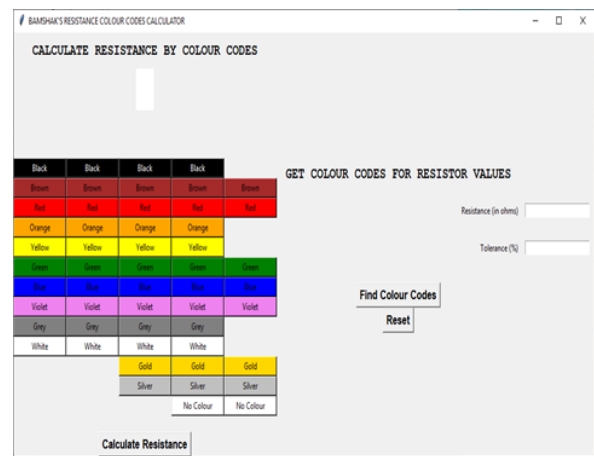 BAMSHAK'S RESISTANCE COLOUR CODES CALCULATOR
CALCULATE RESISTANCE BY COLOUR CODES
Black Black Black Black
Brown Brown Brown Brown Brown
Red Red Red Red Red
Orange Orange Orange Orange
Yellow Yellow Yellow Yellow
Green Green Green Green Green
Blue Blue Blue Blue Blue
Violet Violet Violet Violet Violet
Grey Grey Grey Grey
White White White White
Gold Gold Gold
Silver Silver Silver
No Colour No Colour
Calculate Resistance
GET COLOUR CODES FOR RESISTOR VALUES
Resistance (in ohms)
Tolerance (%)
Find Colour Codes
Reset